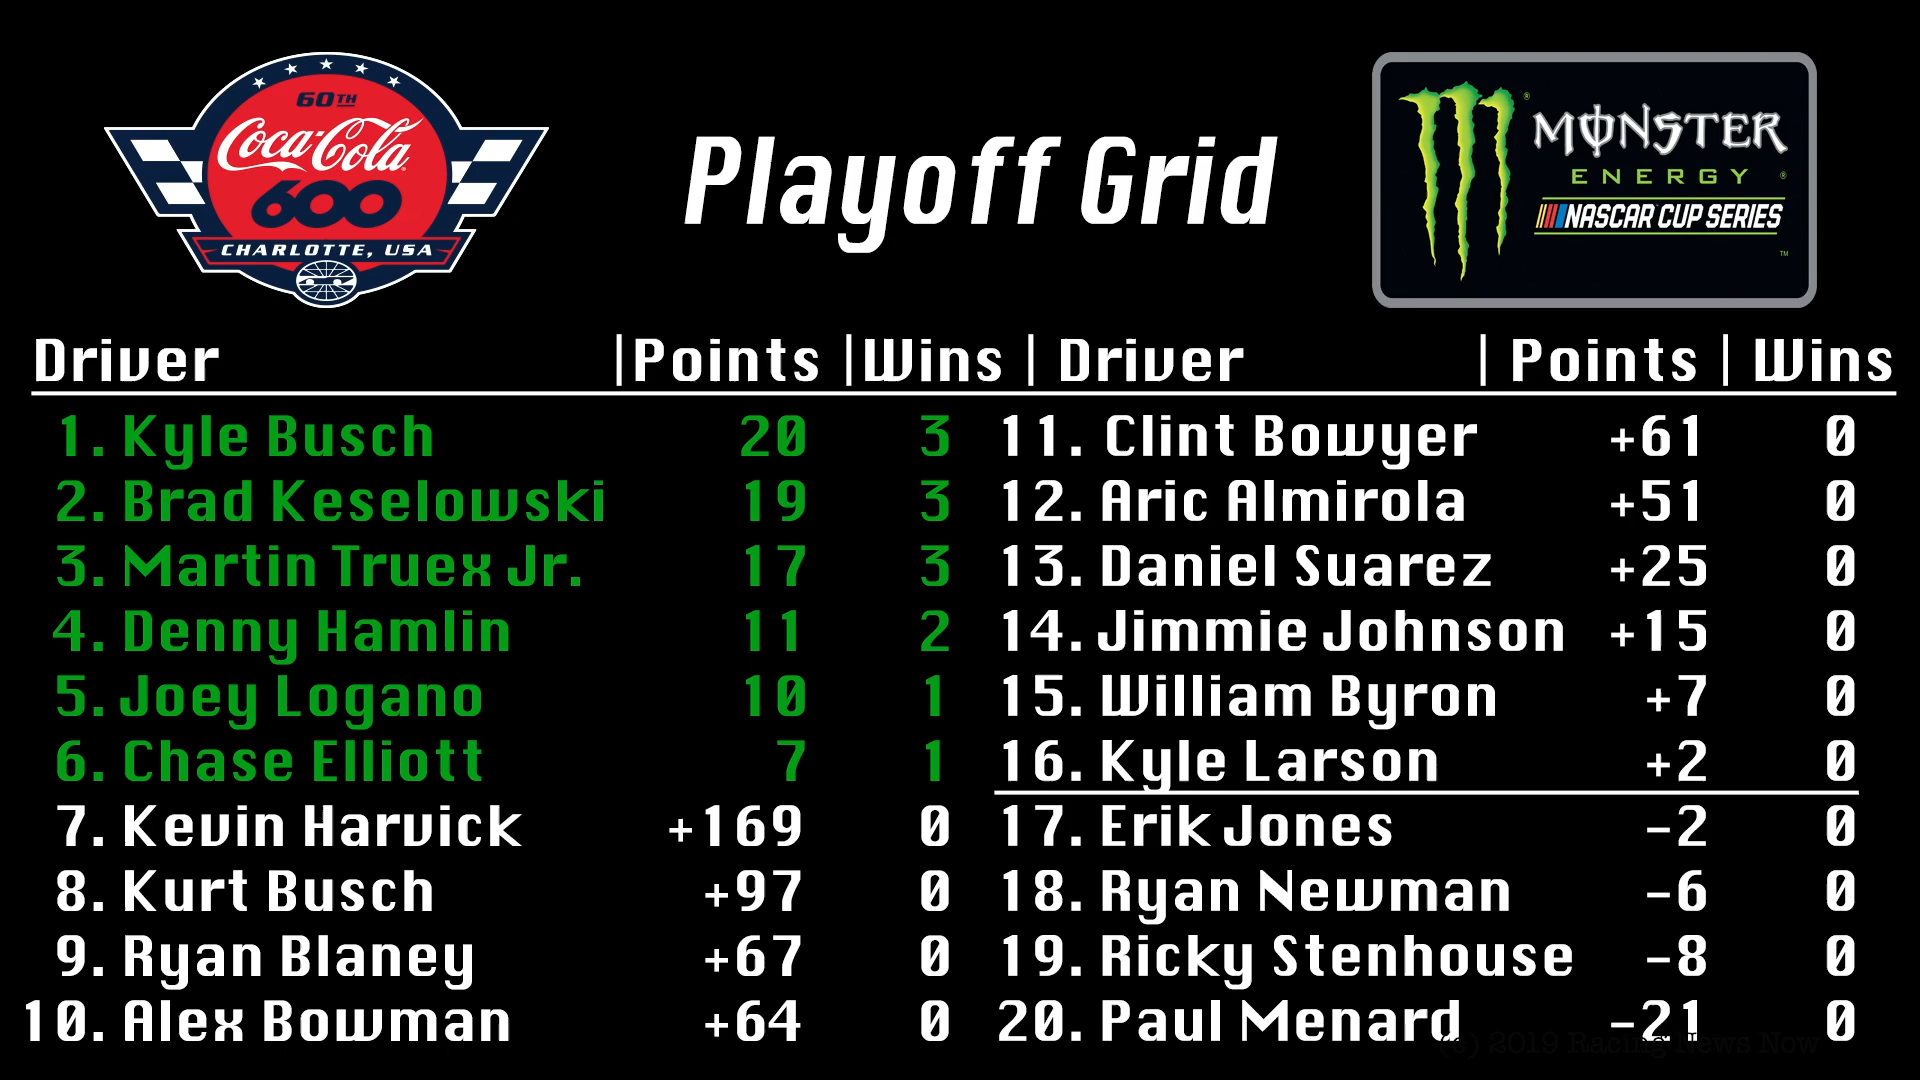 60TH
Coca-Cola
600
CHARLOTTE, USA
Playoff Grid
MONSTER
ENERGY
NASCAR CUP SERIES
Driver |Points |Wins | Driver | Points | Wins
1. Kyle Busch 20 3 11. Clint Bowyer +61 0
2. Brad Keselowski 19 3 12. Aric Almirola +51 0
3. Martin Truex Jr. 17 3 13. Daniel Suarez +25 0
4. Denny Hamlin 11 2 14. Jimmie Johnson +15 0
5. Joey Logano 10 1 15. William Byron +7 0
6. Chase Elliott 7 1 16. Kyle Larson +2 0
7. Kevin Harvick +169 0 17. Erik Jones -2 0
8. Kurt Busch +97 0 18. Ryan Newman -6 0
9. Ryan Blaney +67 0 19. Ricky Stenhouse -8 0
10. Alex Bowman +64 0 20. Paul Menard -21 0
(c) 2019 Racing News Now